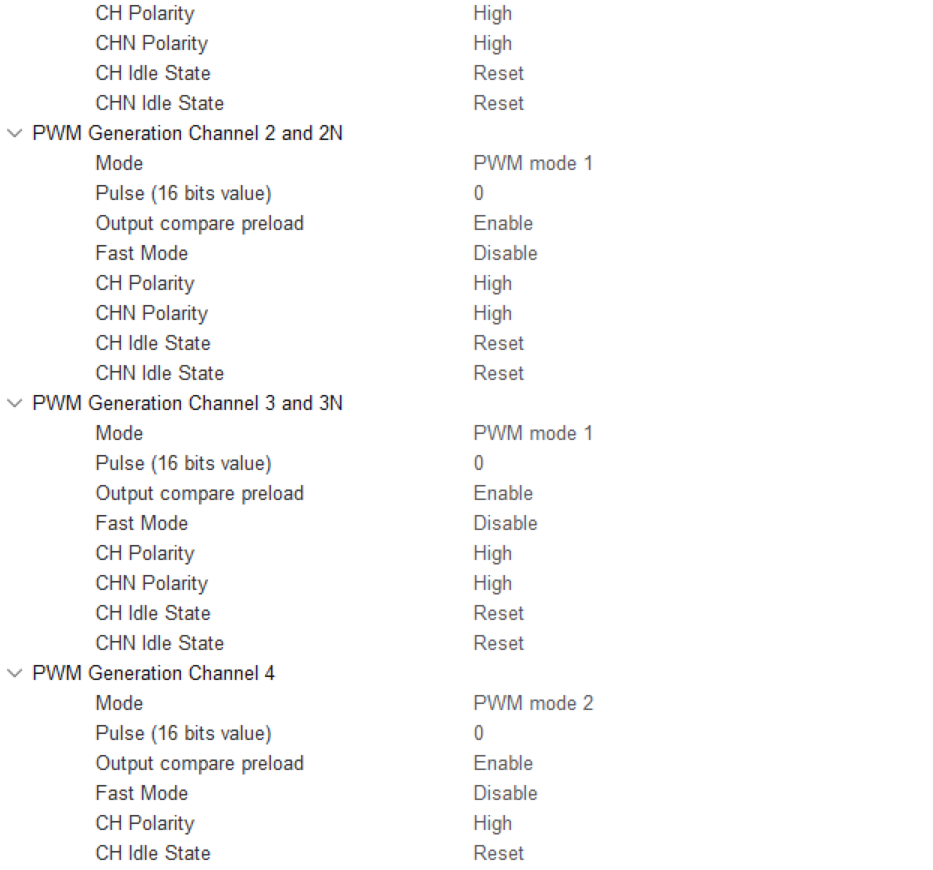 CH Polarity High
CHN Polarity High
CH Idle State Reset
CHN Idle State Reset
PWM Generation Channel 2 and 2N
Mode PWM mode 1
Pulse (16 bits value) 0
Output compare preload Enable
Fast Mode Disable
CH Polarity High
CHN Polarity High
CH Idle State Reset
CHN Idle State Reset
PWM Generation Channel 3 and 3N
Mode PWM mode 1
Pulse (16 bits value) 0
Output compare preload Enable
Fast Mode Disable
CH Polarity High
CHN Polarity High
CH Idle State Reset
CHN Idle State Reset
PWM Generation Channel 4
Mode PWM mode 2
Pulse (16 bits value) 0
Output compare preload Enable
Fast Mode Disable
CH Polarity High
CH Idle State Reset